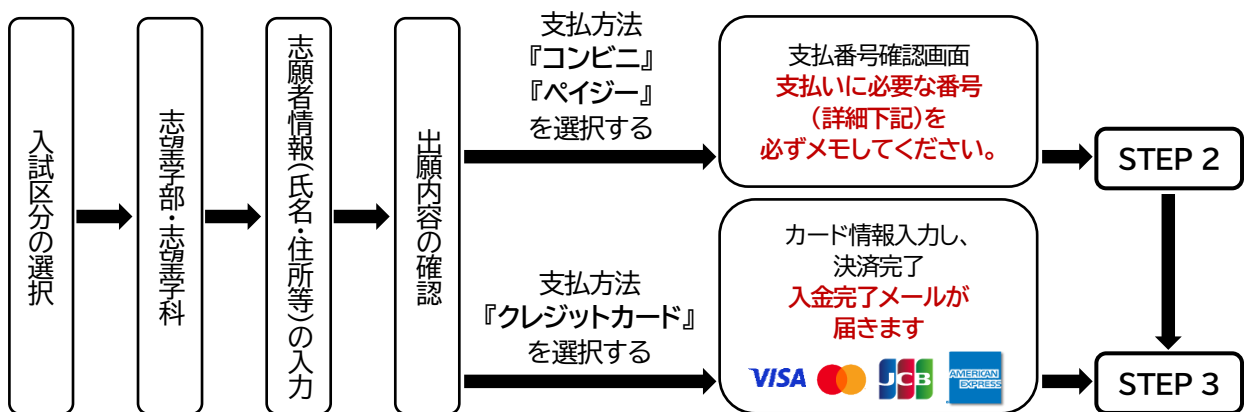 入試区分の選択
志望学部・志望学科
志願者情報(氏名・住所等)の入力
出願内容の確認
支払方法
『コンビニ』
『ペイジー』
を選択する
支払番号確認画面
支払いに必要な番号
(詳細下記)を
必ずメモしてください。
STEP 2
支払方法
『クレジットカード』
を選択する
カード情報入力し、
決済完了
入金完了メールが
届きます
VISA
JCB
AMERICAN
EXPRESS
STEP 3